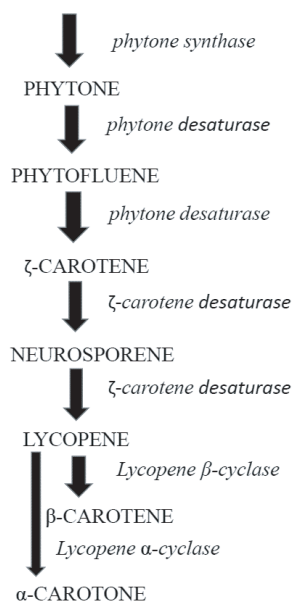 phytone synthase
PHYTONE
phytone desaturase
PHYTOFLUENE
phytone desaturase
ζ-CAROTENE
ζ-carotene desaturase
NEUROSPORENE
ζ-carotene desaturase
LYCOPENE
Lycopene β-cyclase
β-CAROTENE
Lycopene α-cyclase
α-CAROTONE